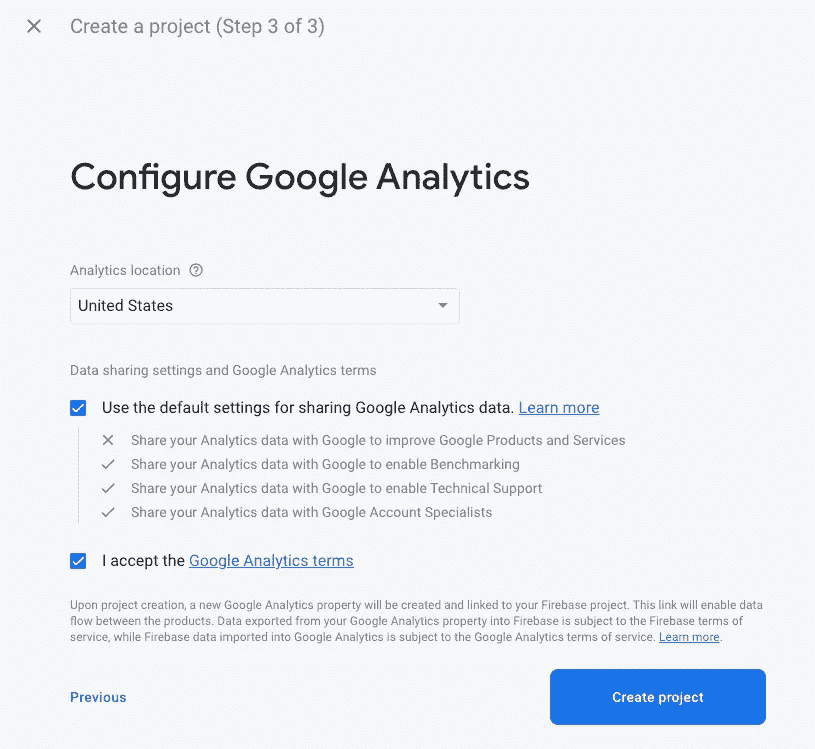 Create a project (Step 3 of 3)
Configure Google Analytics
Analytics location
United States
Data sharing settings and Google Analytics terms
Use the default settings for sharing Google Analytics data. Learn more
Share your Analytics data with Google to improve Google Products and Services
Share your Analytics data with Google to enable Benchmarking
Share your Analytics data with Google to enable Technical Support
Share your Analytics data with Google Account Specialists
I accept the Google Analytics terms
Upon project creation, a new Google Analytics property will be created and linked to your Firebase project. This link will enable data
flow between the products. Data exported from your Google Analytics property into Firebase is subject to the Firebase terms of
service, while Firebase data imported into Google Analytics is subject to the Google Analytics terms of service. Learn more.
Previous
Create project